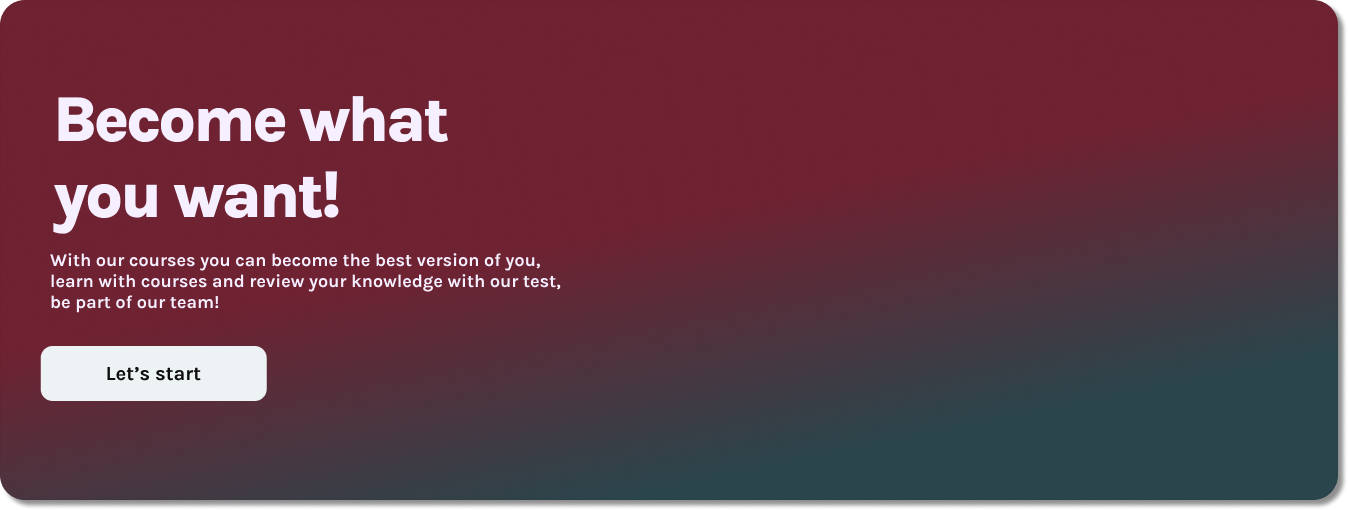 Become what
you want!
With our courses you can become the best version of you,
learn with courses and review your knowledge with our test,
be part of our team!
Let’s start